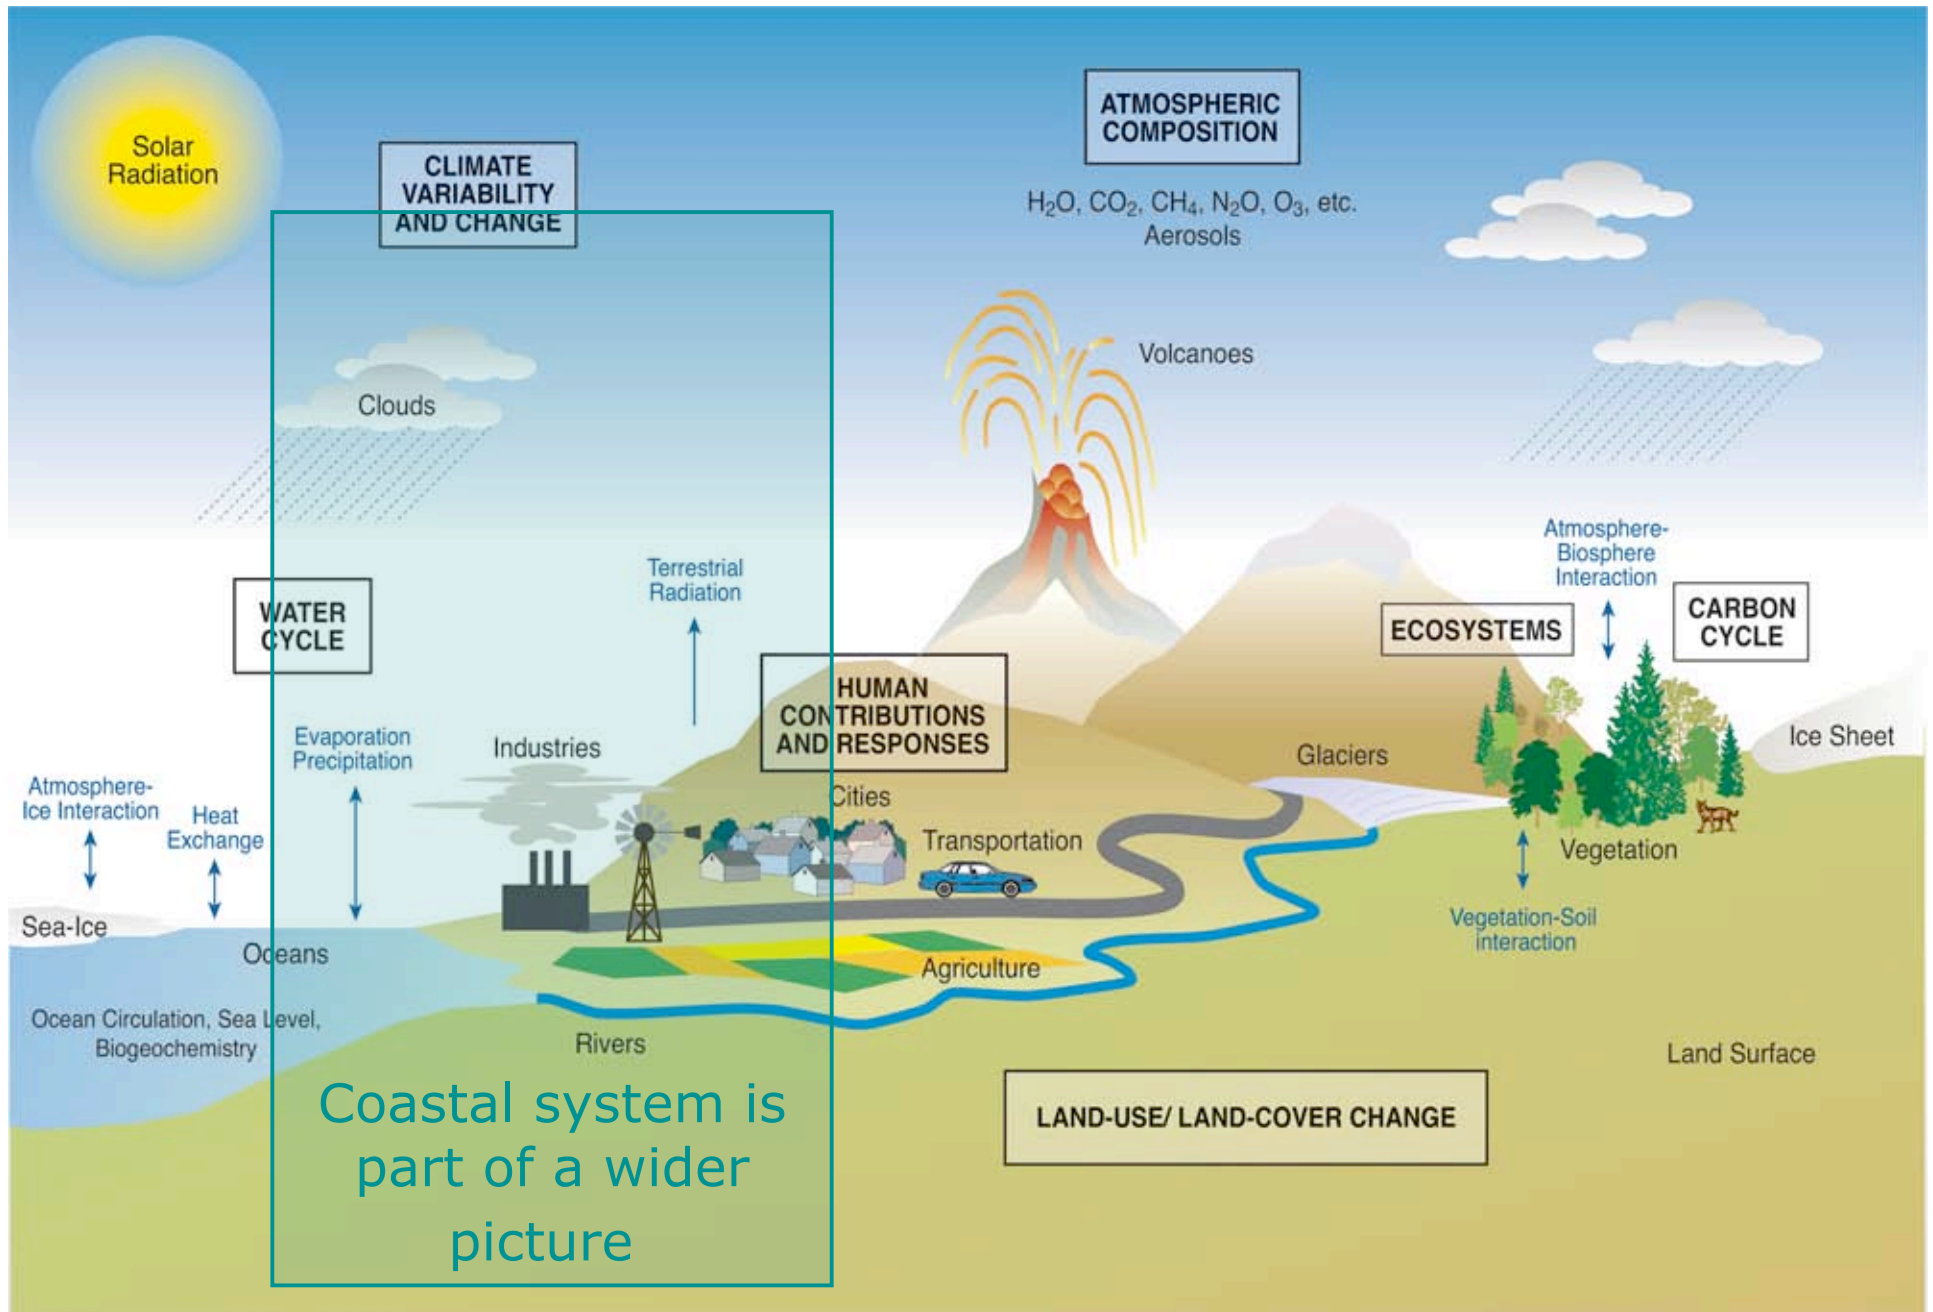 Solar
Radiation
CLIMATE
VARIABILITY
AND CHANGE
ATMOSPHERIC
COMPOSITION
H₂O, CO₂, CH₄, N₂O, O₃, etc.
Aerosols
Volcanoes
Clouds
Terrestrial
Radiation
Atmosphere-
Biosphere
Interaction
WATER
CYCLE
ECOSYSTEMS
CARBON
CYCLE
HUMAN
CONTRIBUTIONS
AND RESPONSES
Evaporation
Precipitation
Industries
Glaciers
Ice Sheet
Atmosphere-
Ice Interaction
Heat
Exchange
Cities
Transportation
Vegetation
Sea-Ice
Oceans
Agriculture
Vegetation-Soil
interaction
Ocean Circulation, Sea Level,
Biogeochemistry
Rivers
Land Surface
Coastal system is
part of a wider
picture
LAND-USE/ LAND-COVER CHANGE